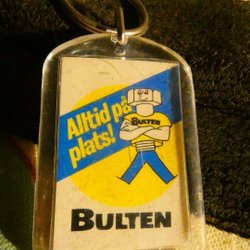 Alltid på
plats!
BULTEN
BULTEN